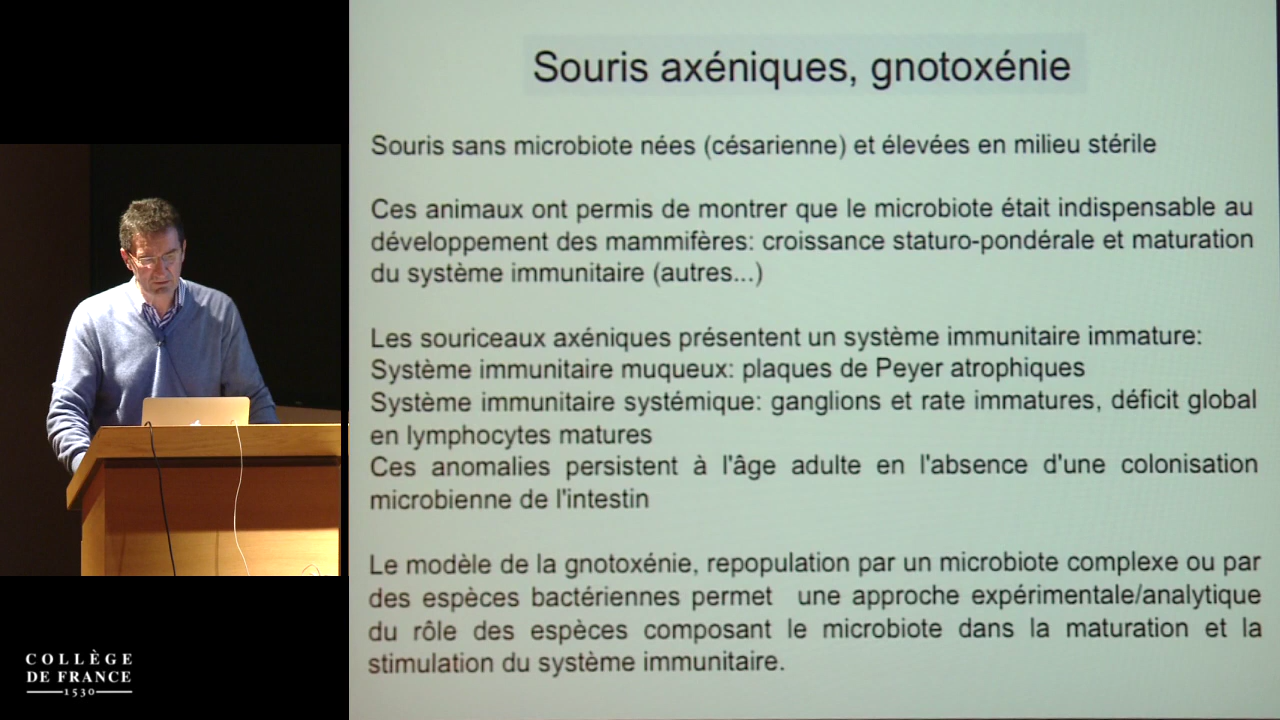 Souris axéniques, gnotoxénie
Souris sans microbiote nées (césarienne) et élevées en milieu stérile
Ces animaux ont permis de montrer que le microbiote était indispensable au
développement des mammifères: croissance staturo-pondérale et maturation
du système immunitaire (autres...)
Les souriceaux axéniques présentent un système immunitaire immature:
Système immunitaire muqueux: plaques de Peyer atrophiques
Système immunitaire systémique: ganglions et rate immatures, déficit global
en lymphocytes matures
Ces anomalies persistent à l'âge adulte en l'absence d'une colonisation
microbienne de l'intestin
Le modèle de la gnotoxénie, repopulation par un microbiote complexe ou par
des espèces bactériennes permet une approche expérimentale/analytique
du rôle des espèces composant le microbiote dans la maturation et la
stimulation du système immunitaire.
COLLÈGE
DE FRANCE
1530